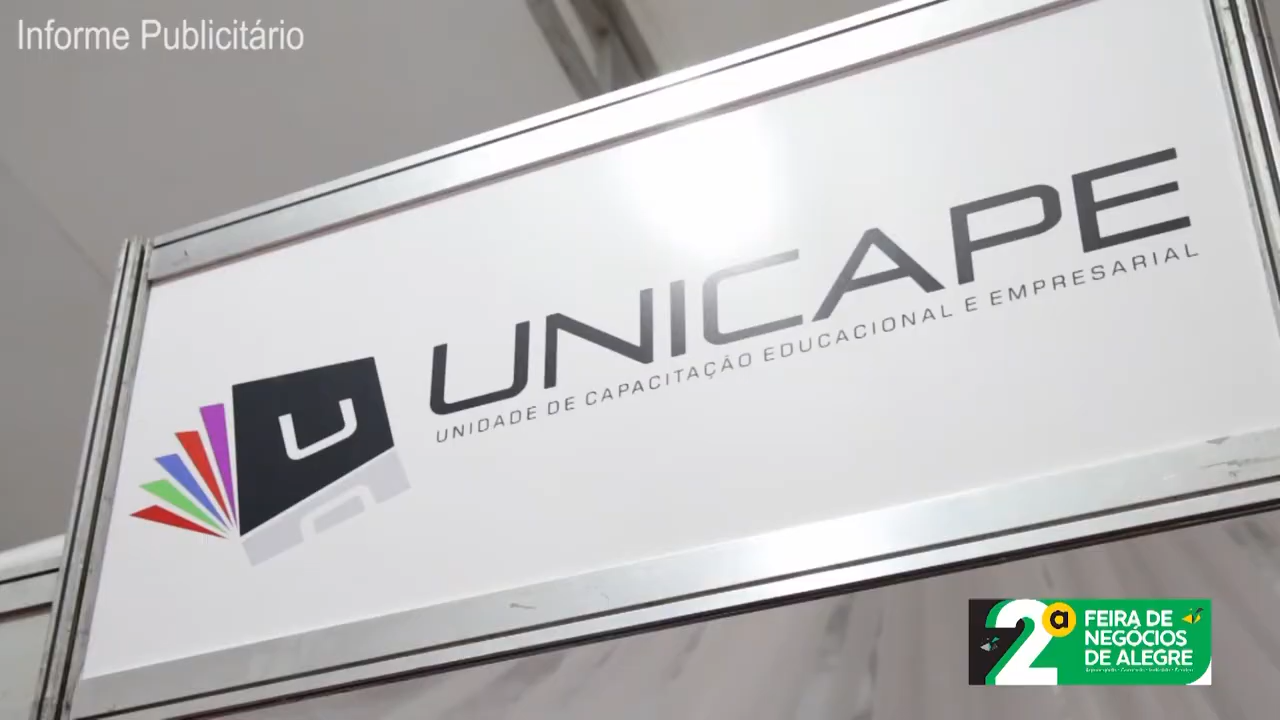 Informe Publicitário
UNICAPE
UNIDADE DE CAPACITAÇÃO EDUCACIONAL E EMPRESARIAL
U
2ª FEIRA DE
NEGÓCIOS
DE ALEGRE